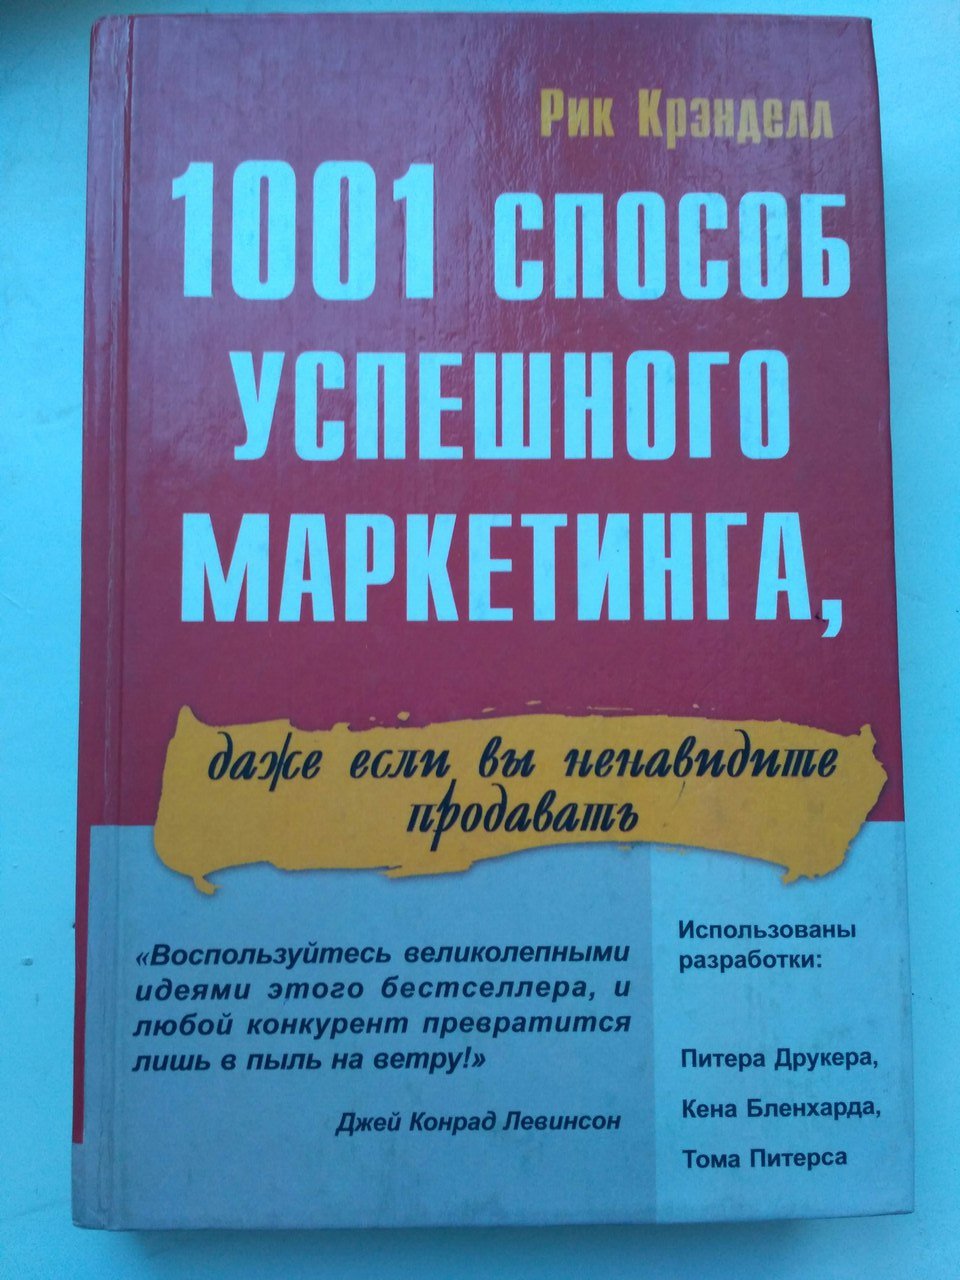 Рик Крэнделл
1001 СПОСОБ
УСПЕШНОГО
МАРКЕТИНГА,
даже если вы ненавидите
продавать
«Воспользуйтесь великолепными
идеями этого бестселлера, и
любой конкурент превратится
лишь в пыль на ветру!»
Джей Конрад Левинсон
Использованы
разработки:
Питера Друкера,
Кена Бленхарда,
Тома Питерса